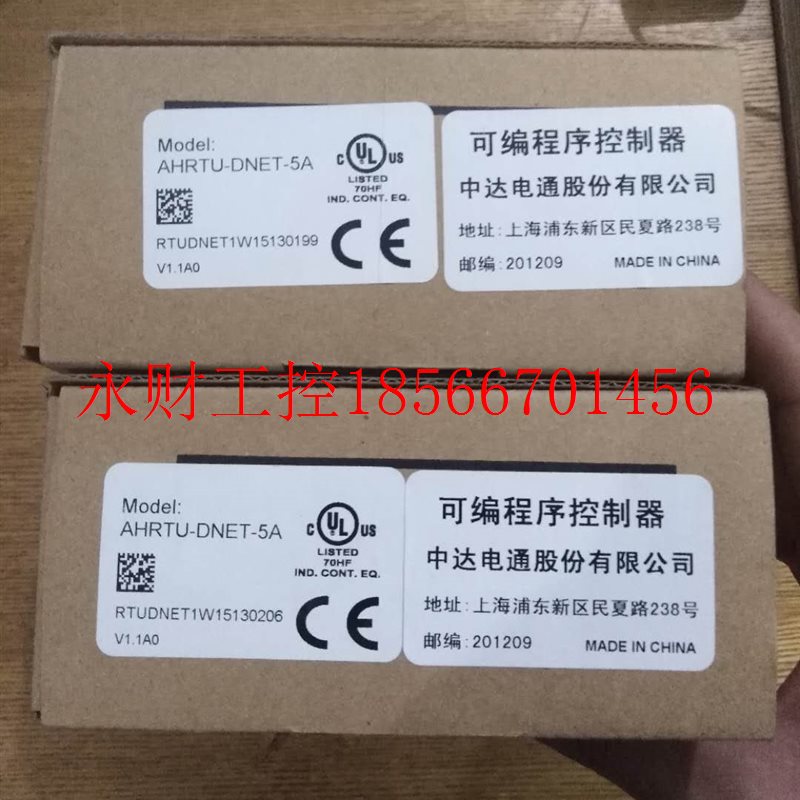 Model:
AHRTU-DNET-5A
C UL US
LISTED
70HF
IND. CONT. EQ.
RTUDNET1W15130199
V1.1A0
CE
可编程序控制器
中达电通股份有限公司
地址:上海浦东新区民夏路238号
邮编:201209 MADE IN CHINA
永财工控18566701456
Model:
AHRTU-DNET-5A
C UL US
LISTED
70HF
IND. CONT. EQ.
RTUDNET1W15130206
V1.1A0
CE
可编程序控制器
中达电通股份有限公司
地址:上海浦东新区民夏路238号
邮编:201209 MADE IN CHINA